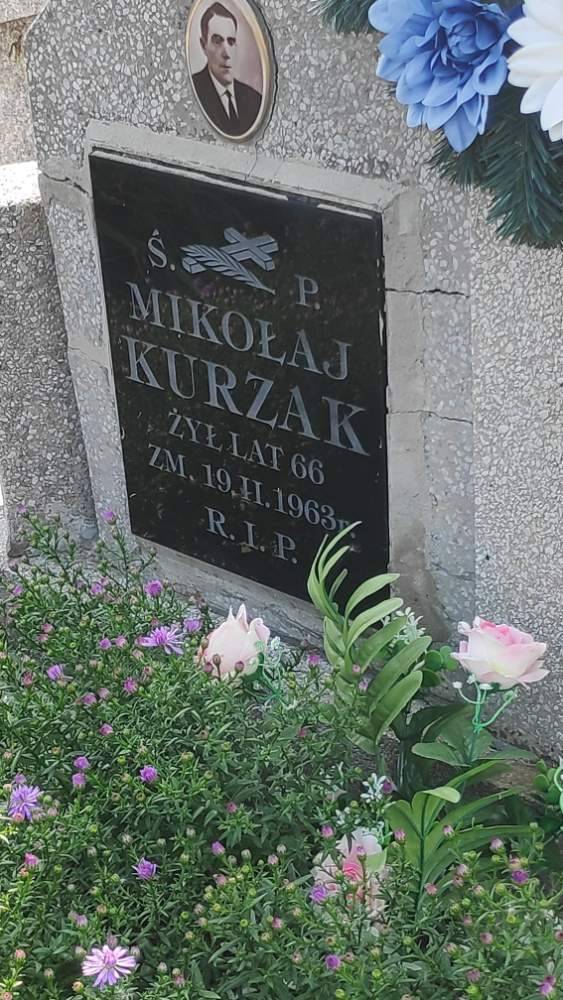 Ś. P.
MIKOŁAJ
KURZAK
ŻYŁ LAT 66
ZM. 19.II.1963r.
R. I. P.